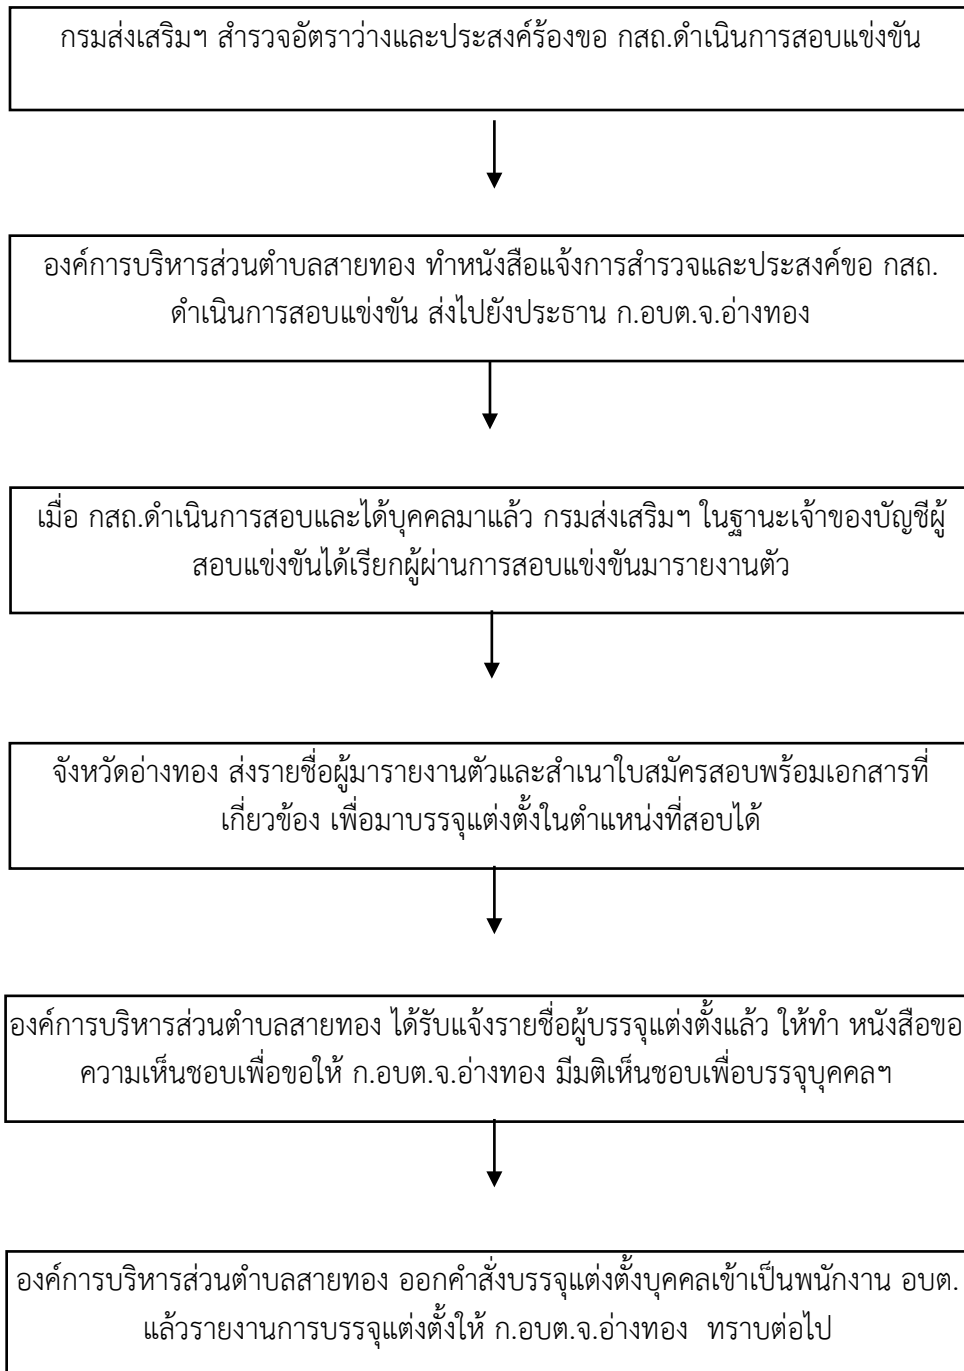 กรมส่งเสริมฯ สำรวจอัตราว่างและประสงค์ร้องขอ กสถ.ดำเนินการสอบแข่งขัน
องค์การบริหารส่วนตำบลสายทอง ทำหนังสือแจ้งการสำรวจและประสงค์ขอ กสถ.
ดำเนินการสอบแข่งขัน ส่งไปยังประธาน ก.อบต.จ.อ่างทอง
เมื่อ กสถ.ดำเนินการสอบและได้บุคคลมาแล้ว กรมส่งเสริมฯ ในฐานะเจ้าของบัญชีผู้
สอบแข่งขันได้เรียกผู้ผ่านการสอบแข่งขันมารายงานตัว
จังหวัดอ่างทอง ส่งรายชื่อผู้มารายงานตัวและสำเนาใบสมัครสอบพร้อมเอกสารที่
เกี่ยวข้อง เพื่อมาบรรจุแต่งตั้งในตำแหน่งที่สอบได้
องค์การบริหารส่วนตำบลสายทอง ได้รับแจ้งรายชื่อผู้บรรจุแต่งตั้งแล้ว ให้ทำ หนังสือขอ
ความเห็นชอบเพื่อขอให้ ก.อบต.จ.อ่างทอง มีมติเห็นชอบเพื่อบรรจุบุคคลฯ
องค์การบริหารส่วนตำบลสายทอง ออกคำสั่งบรรจุแต่งตั้งบุคคลเข้าเป็นพนักงาน อบต.
แล้วรายงานการบรรจุแต่งตั้งให้ ก.อบต.จ.อ่างทอง ทราบต่อไป